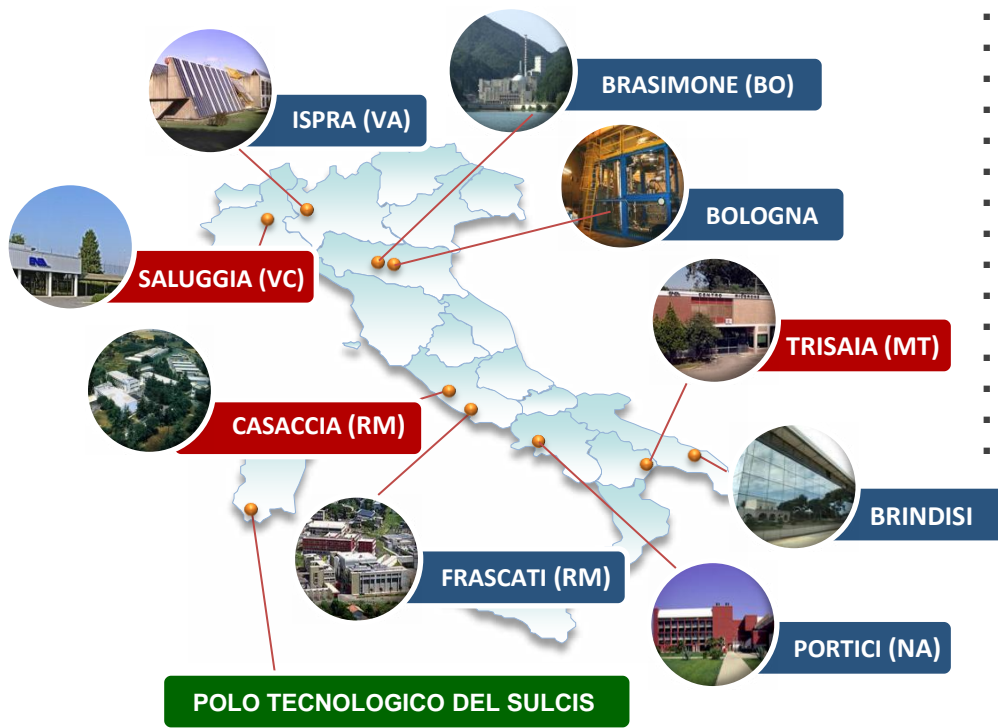 BRASIMONE (BO)
ISPRA (VA)
BOLOGNA
SALUGGIA (VC)
TRISAIA (MT)
CASACCIA (RM)
BRINDISI
FRASCATI (RM)
PORTICI (NA)
POLO TECNOLOGICO DEL SULCIS